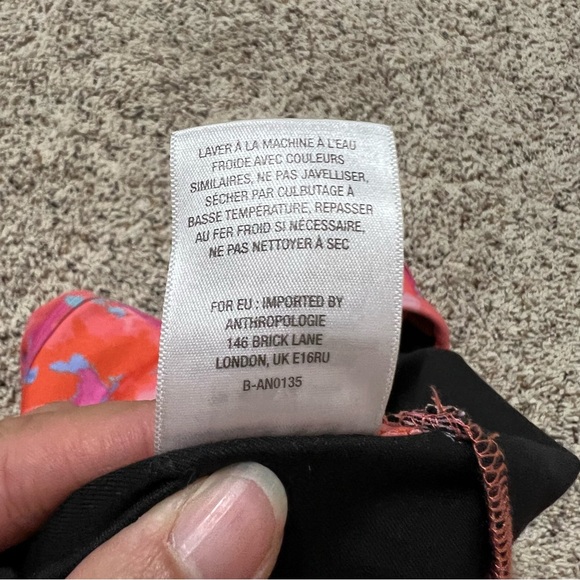 LAVER À LA MACHINE À L'EAU
FROIDE AVEC COULEURS
SIMILAIRES, NE PAS JAVELLISER,
SÉCHER PAR CULBUTAGE À
BASSE TEMPÉRATURE, REPASSER
AU FER FROID SI NÉCESSAIRE,
NE PAS NETTOYER À SEC
FOR EU : IMPORTED BY
ANTHROPOLOGIE
146 BRICK LANE
LONDON, UK E16RU
B-AN0135